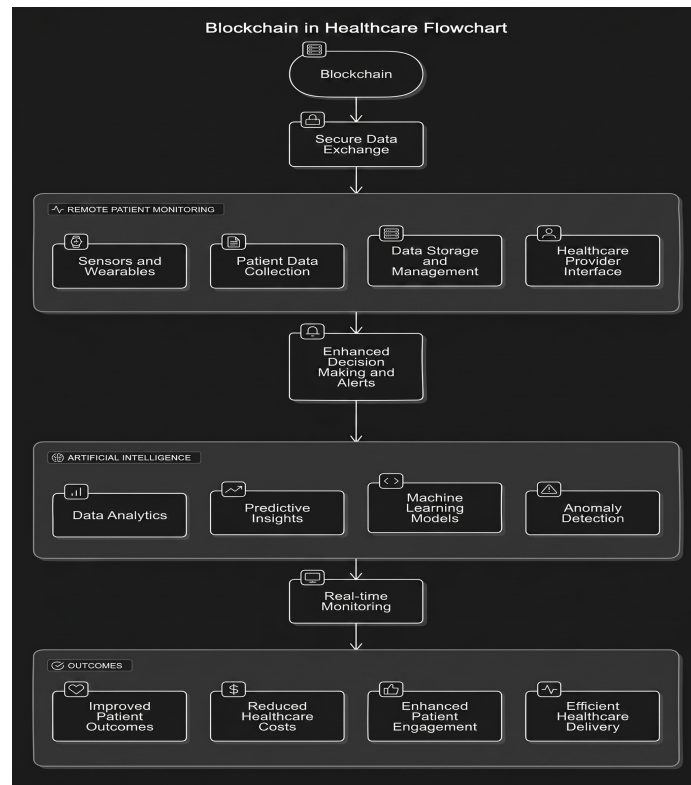 Blockchain in Healthcare Flowchart
Blockchain
Secure Data
Exchange
REMOTE PATIENT MONITORING
Sensors and
Wearables
Patient Data
Collection
Data Storage
and
Management
Healthcare
Provider
Interface
Enhanced
Decision
Making and
Alerts
ARTIFICIAL INTELLIGENCE
Data Analytics
Predictive
Insights
Machine
Learning
Models
Anomaly
Detection
Real-time
Monitoring
OUTCOMES
Improved
Patient
Outcomes
$
Reduced
Healthcare
Costs
Enhanced
Patient
Engagement
Efficient
Healthcare
Delivery